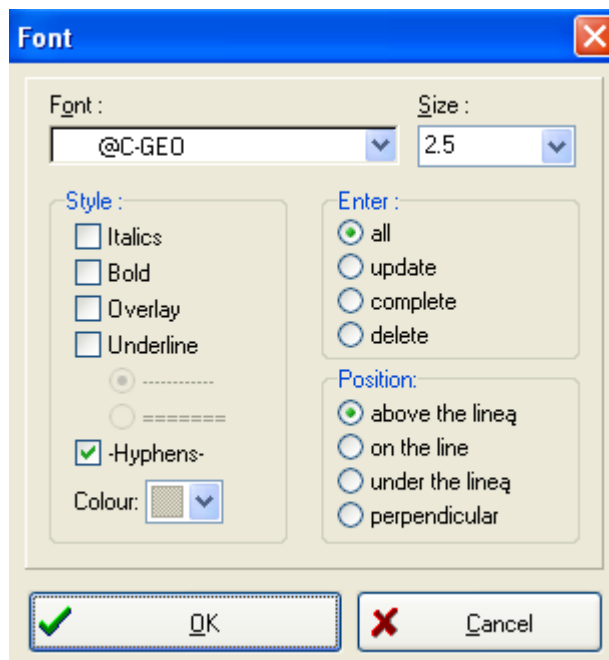 Font
Font :
Size :
@C-GEO
2.5
Style :
Italics
Bold
Overlay
Underline
-----------
=======
-Hyphens-
Colour:
Enter :
all
update
complete
delete
Position:
above the lineą
on the line
under the lineą
perpendicular
OK
Cancel